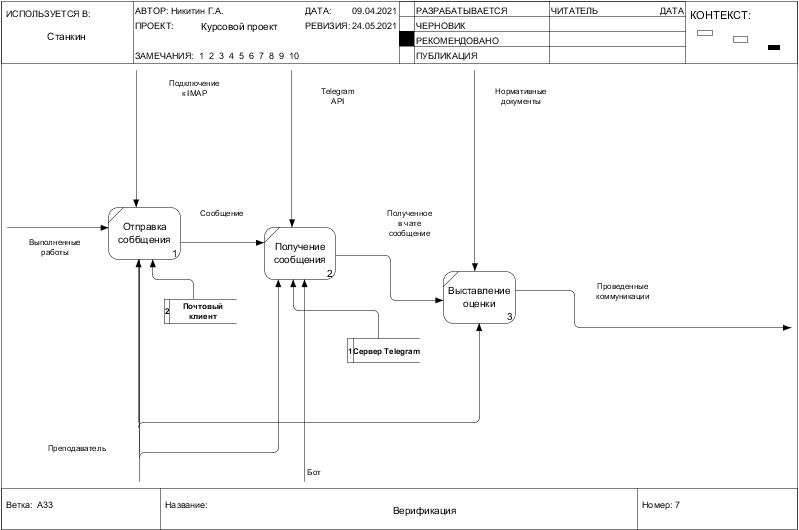 ИСПОЛЬЗУЕТСЯ В:
Станкин
АВТОР: Никитин Г.А.
ДАТА: 09.04.2021
ПРОЕКТ: Курсовой проект
РЕВИЗИЯ: 24.05.2021
ЗАМЕЧАНИЯ: 1 2 3 4 5 6 7 8 9 10
РАЗРАБАТЫВАЕТСЯ
ЧЕРНОВИК
РЕКОМЕНДОВАНО
ПУБЛИКАЦИЯ
ЧИТАТЕЛЬ
ДАТА
КОНТЕКСТ:
Подключение
к IMAP
Telegram
API
Нормативные
документы
Выполненные
работы
Отправка
соббщения
1
Сообщение
Получение
сообщения
2
Полученное
в чате
сообщение
Выставление
оценки
3
Проведенные
коммуникации
2
Почтовый
клиент
1 Сервер Telegram
Преподаватель
Бот
Ветка: A33
Название:
Верификация
Номер: 7